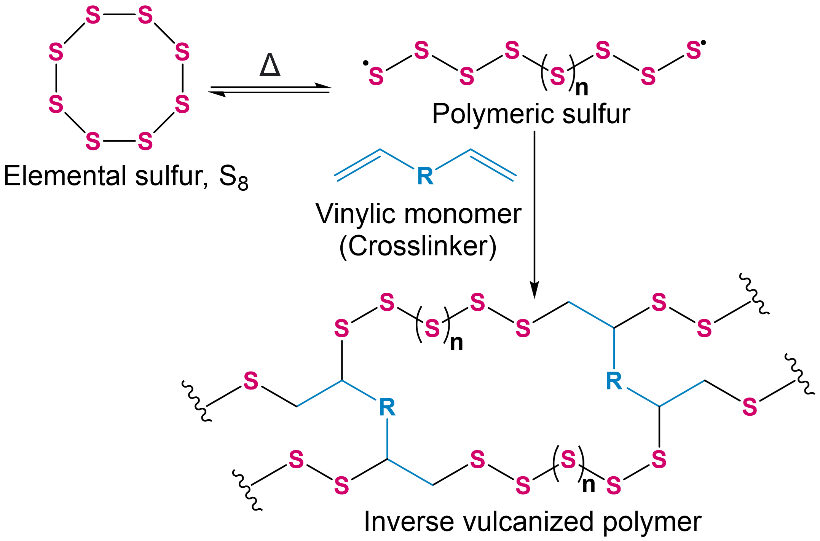 S S
S S
S S
S S
Elemental sulfur, S₈
Δ
•S S S S (S)n S S S•
Polymeric sulfur
R
Vinylic monomer
(Crosslinker)
S S (S)n S S S S
S R R S
S S S S (S)n S S
Inverse vulcanized polymer